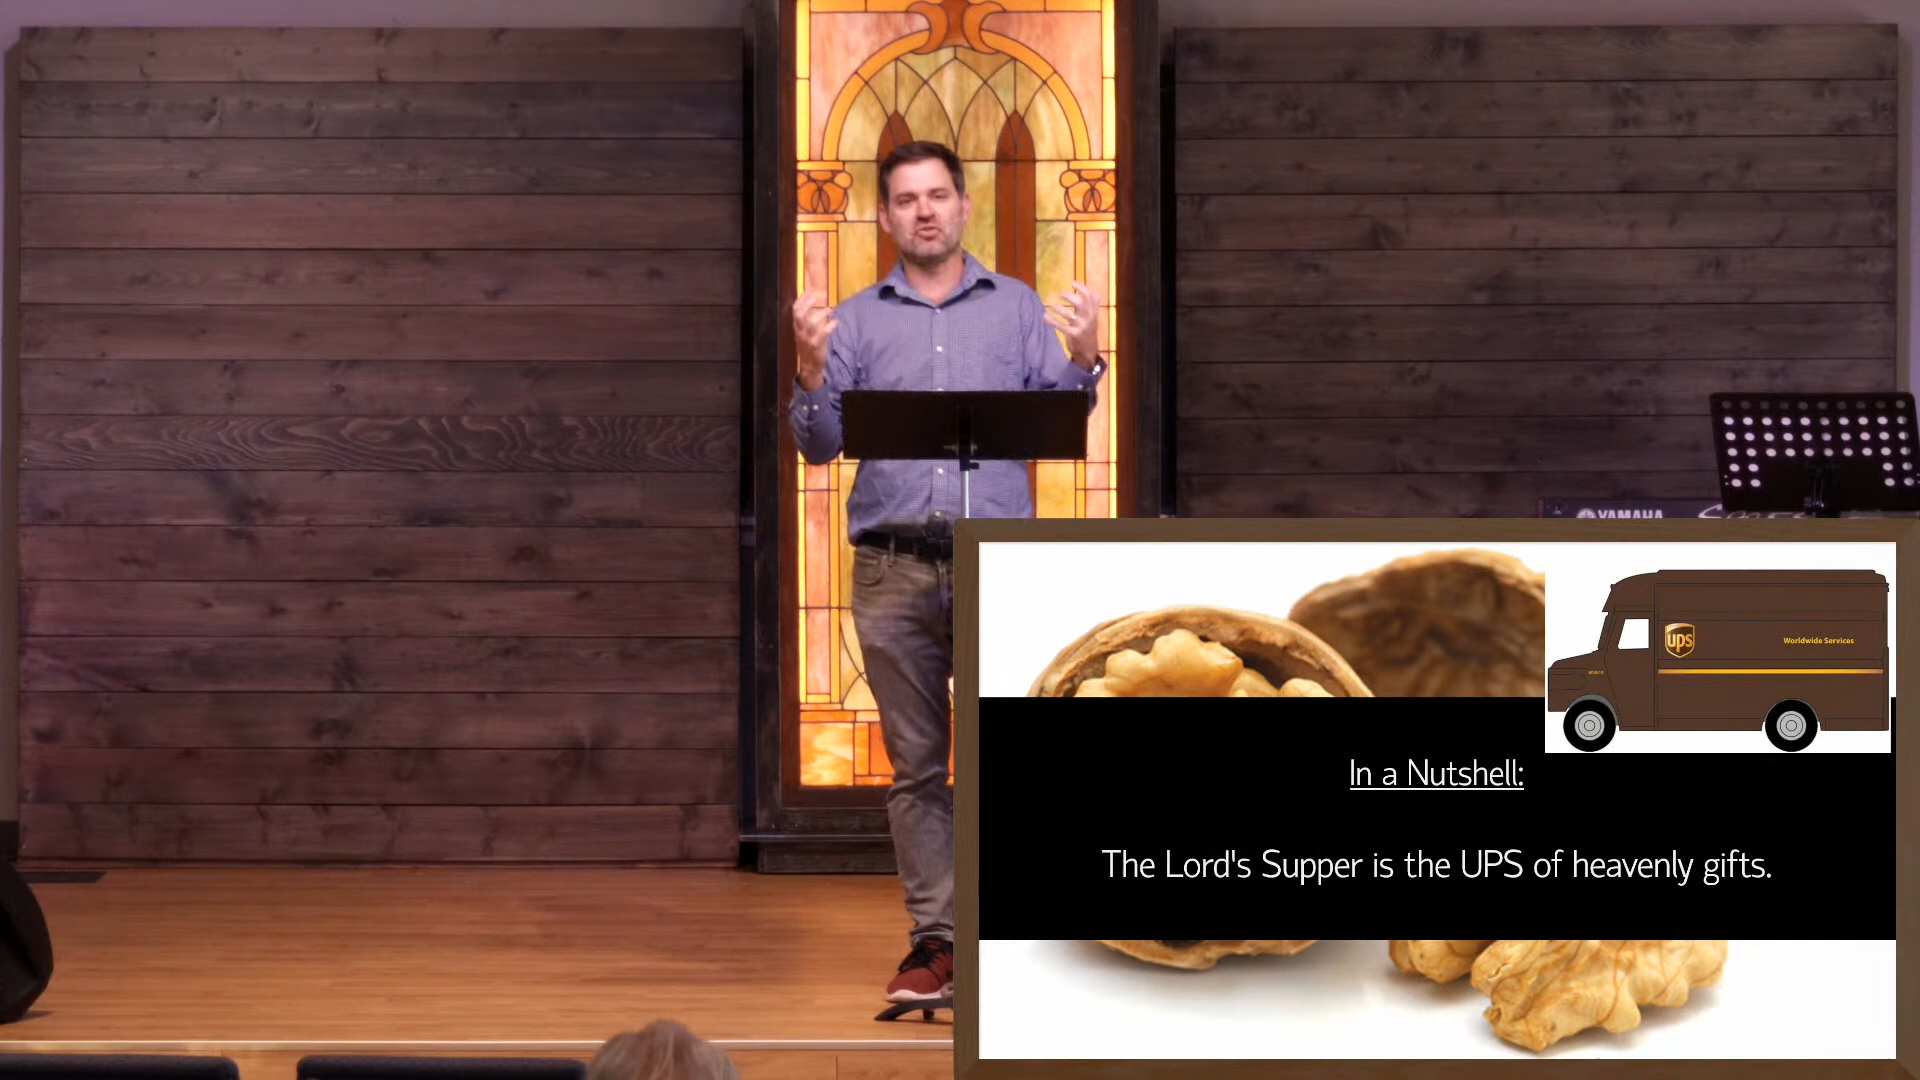 YAMAHA
ups
Worldwide Services
In a Nutshell:
The Lord's Supper is the UPS of heavenly gifts.